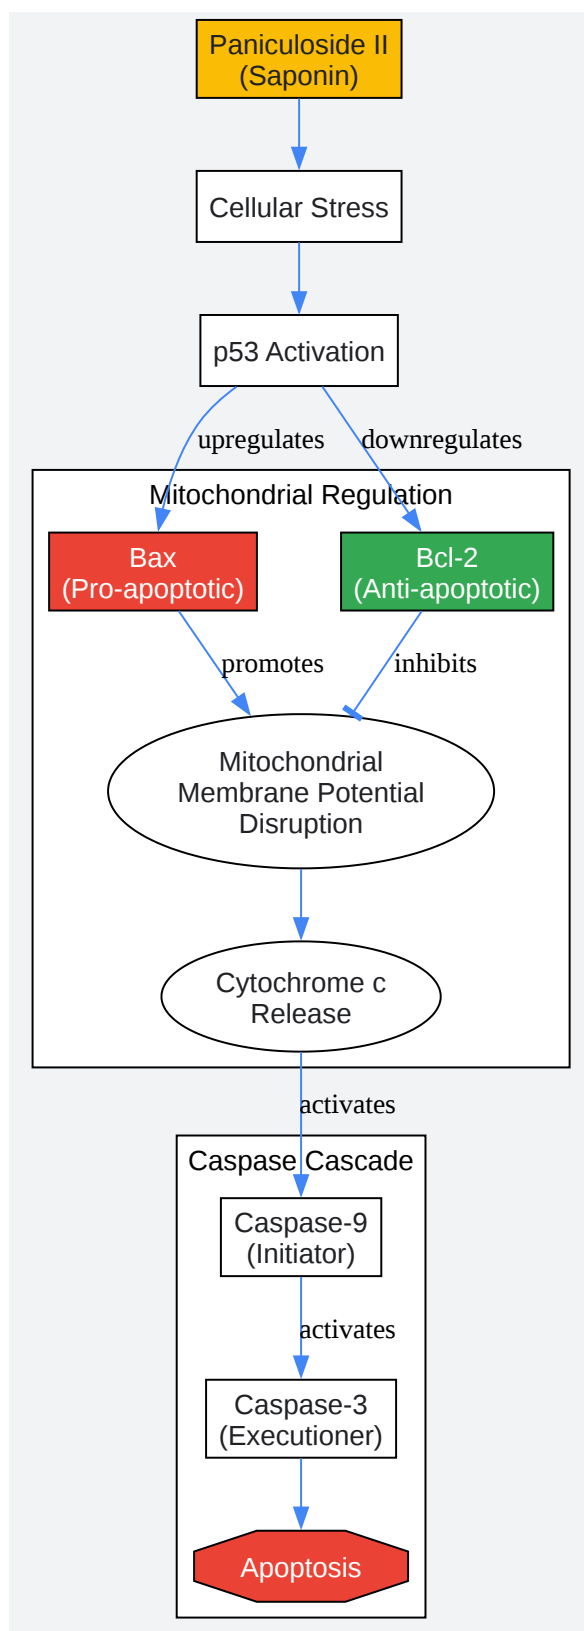 Paniculoside II
(Saponin)
Cellular Stress
p53 Activation
upregulates
downregulates
Mitochondrial Regulation
Bax
(Pro-apoptotic)
Bcl-2
(Anti-apoptotic)
promotes
inhibits
Mitochondrial
Membrane Potential
Disruption
Cytochrome c
Release
activates
Caspase Cascade
Caspase-9
(Initiator)
activates
Caspase-3
(Executioner)
Apoptosis